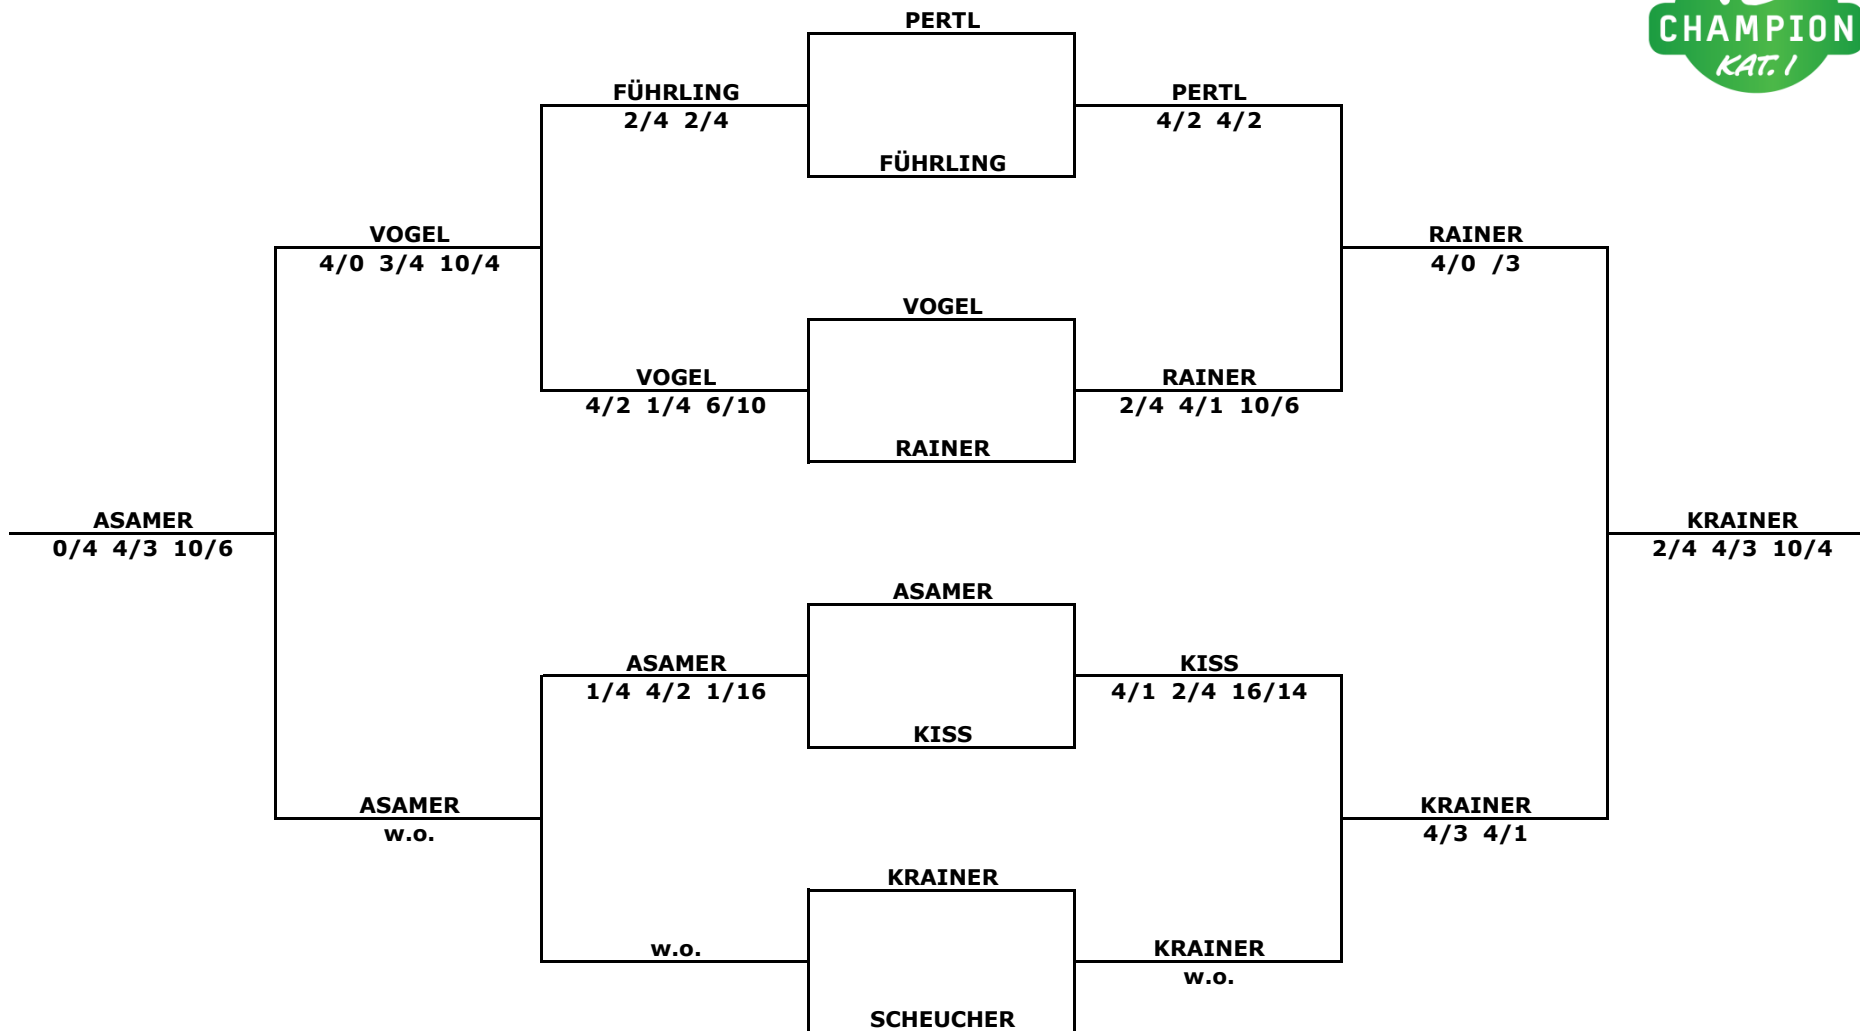 PERTL
CHAMPION
KAT. I
FÜHRLING
2/4 2/4
PERTL
4/2 4/2
FÜHRLING
VOGEL
4/0 3/4 10/4
RAINER
4/0 /3
VOGEL
VOGEL
4/2 1/4 6/10
RAINER
2/4 4/1 10/6
RAINER
ASAMER
0/4 4/3 10/6
KRAINER
2/4 4/3 10/4
ASAMER
ASAMER
1/4 4/2 1/16
KISS
4/1 2/4 16/14
KISS
ASAMER
w.o.
KRAINER
4/3 4/1
KRAINER
w.o.
KRAINER
w.o.
SCHEUCHER